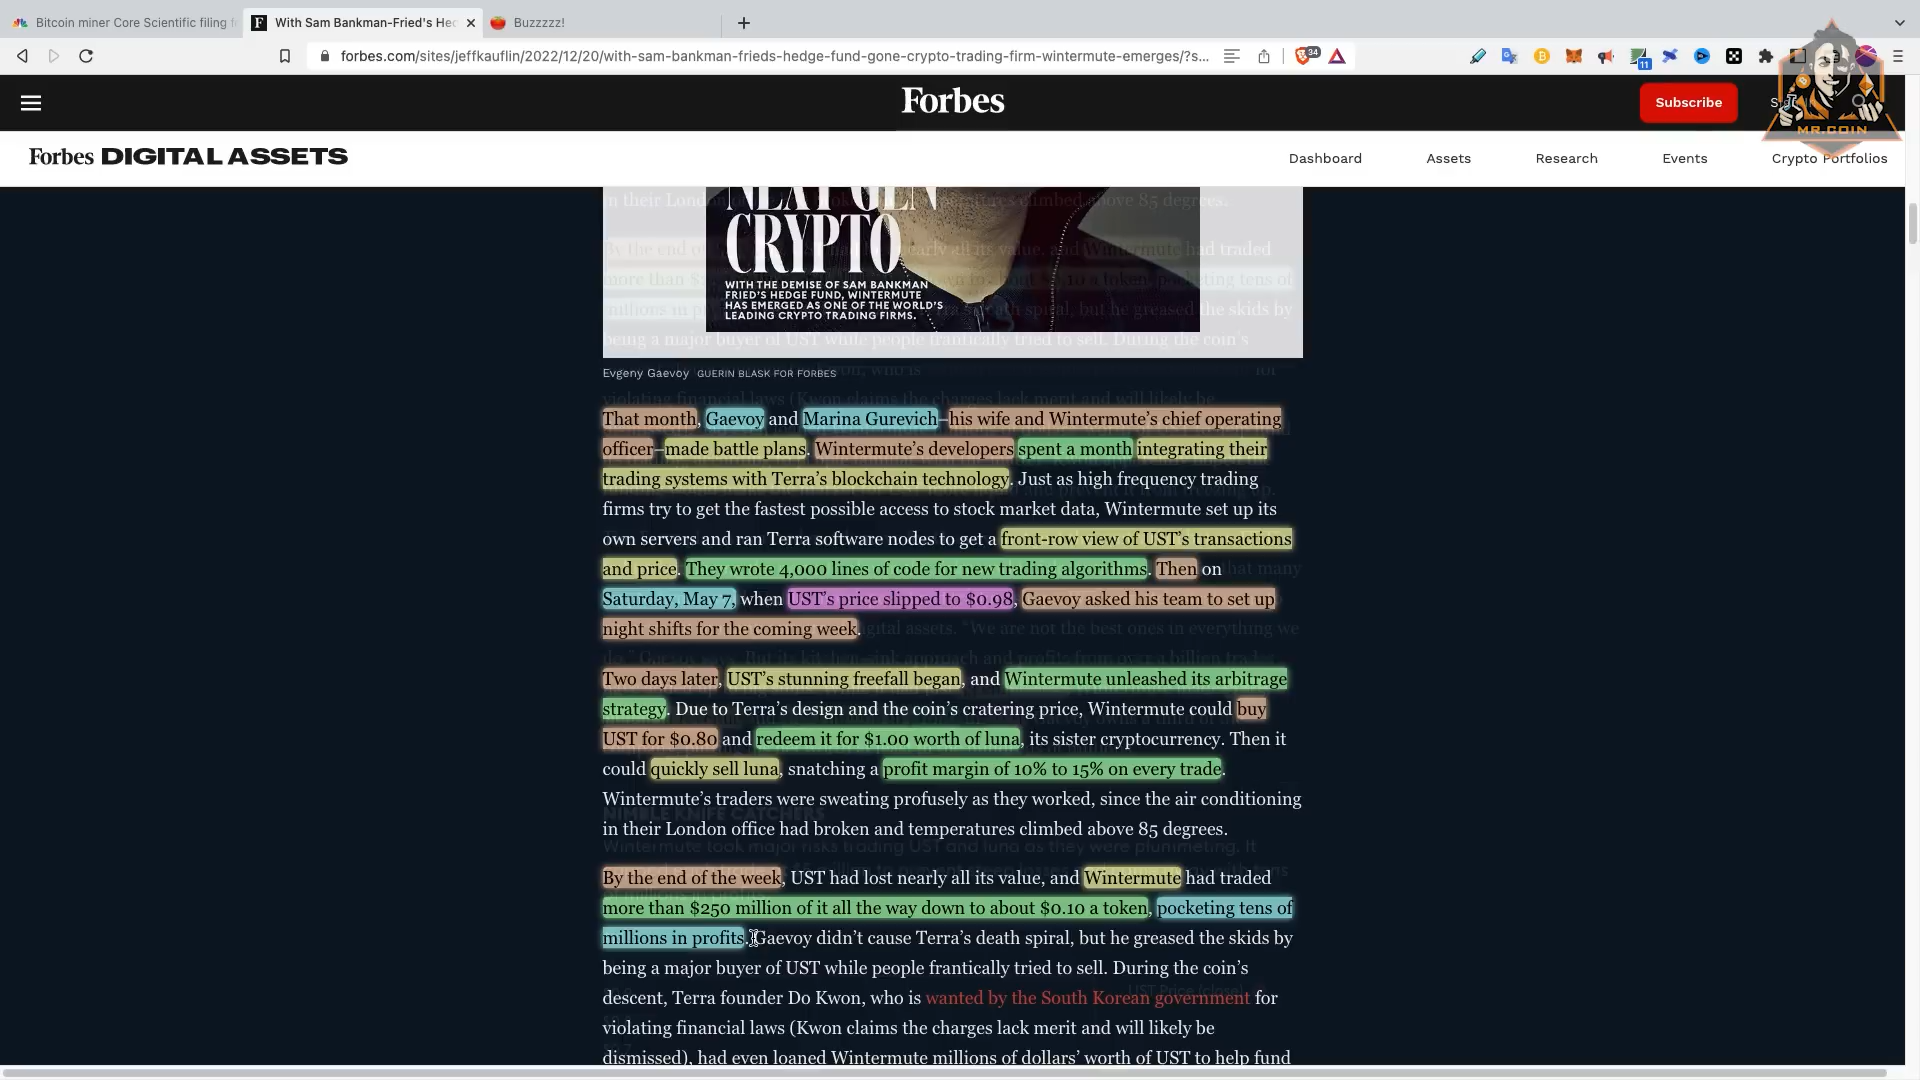 Bitcoin miner Core Scientific filing f
With Sam Bankman-Fried's Hed
Buzzzzz!
forbes.com/sites/jeffkauflin/2022/12/20/with-sam-bankman-frieds-hedge-fund-gone-crypto-trading-firm-wintermute-emerges/?s...
34
11
Forbes
Subscribe
MR.COIN
Forbes DIGITAL ASSETS
Dashboard
Assets
Research
Events
Crypto Portfolios
NEXT GEN
CRYPTO
WITH THE DEMISE OF SAM BANKMAN
FRIED'S HEDGE FUND, WINTERMUTE
HAS EMERGED AS ONE OF THE WORLD'S
LEADING CRYPTO TRADING FIRMS.
Evgeny Gaevoy GUERIN BLASK FOR FORBES
That month, Gaevoy and Marina Gurevich–his wife and Wintermute's chief operating
officer–made battle plans. Wintermute's developers spent a month integrating their
trading systems with Terra's blockchain technology. Just as high frequency trading
firms try to get the fastest possible access to stock market data, Wintermute set up its
own servers and ran Terra software nodes to get a front-row view of UST's transactions
and price. They wrote 4,000 lines of code for new trading algorithms. Then on
Saturday, May 7, when UST's price slipped to $0.98, Gaevoy asked his team to set up
night shifts for the coming week.
Two days later, UST's stunning freefall began, and Wintermute unleashed its arbitrage
strategy. Due to Terra's design and the coin's cratering price, Wintermute could buy
UST for $0.80 and redeem it for $1.00 worth of luna, its sister cryptocurrency. Then it
could quickly sell luna, snatching a profit margin of 10% to 15% on every trade.
Wintermute's traders were sweating profusely as they worked, since the air conditioning
in their London office had broken and temperatures climbed above 85 degrees.
By the end of the week, UST had lost nearly all its value, and Wintermute had traded
more than $250 million of it all the way down to about $0.10 a token, pocketing tens of
millions in profits. Gaevoy didn't cause Terra's death spiral, but he greased the skids by
being a major buyer of UST while people frantically tried to sell. During the coin's
descent, Terra founder Do Kwon, who is wanted by the South Korean government for
violating financial laws (Kwon claims the charges lack merit and will likely be
dismissed), had even loaned Wintermute millions of dollars' worth of UST to help fund